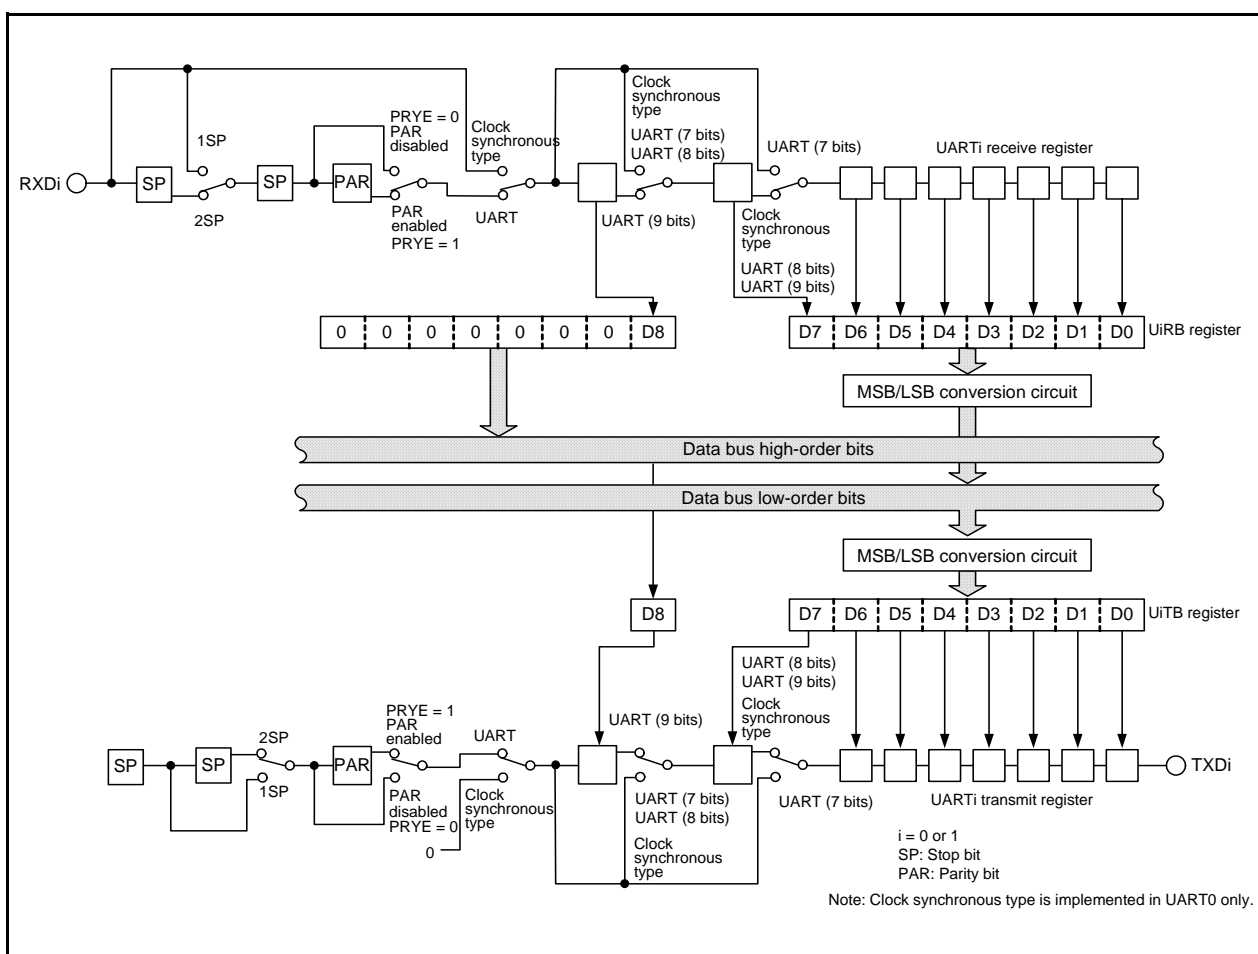 Clock
synchronous
type
PRYE = 0
PAR
disabled
Clock
synchronous
type
UART (7 bits)
UART (8 bits)
1SP
UART (7 bits)
UARTi receive register
RXDi
SP
SP
PAR
2SP
PAR
enabled
PRYE = 1
UART
UART (9 bits)
Clock
synchronous
type
UART (8 bits)
UART (9 bits)
0 0 0 0 0 0 0 D8
D7 D6 D5 D4 D3 D2 D1 D0
UiRB register
MSB/LSB conversion circuit
Data bus high-order bits
Data bus low-order bits
MSB/LSB conversion circuit
D8
D7 D6 D5 D4 D3 D2 D1 D0
UiTB register
UART (8 bits)
UART (9 bits)
PRYE = 1
PAR
enabled
UART
UART (9 bits)
Clock
synchronous
type
2SP
SP
SP
PAR
TXDi
1SP
PAR
disabled
PRYE = 0
0
Clock
synchronous
type
UART (7 bits)
UART (8 bits)
Clock
synchronous
type
UART (7 bits)
UARTi transmit register
i = 0 or 1
SP: Stop bit
PAR: Parity bit
Note: Clock synchronous type is implemented in UART0 only.